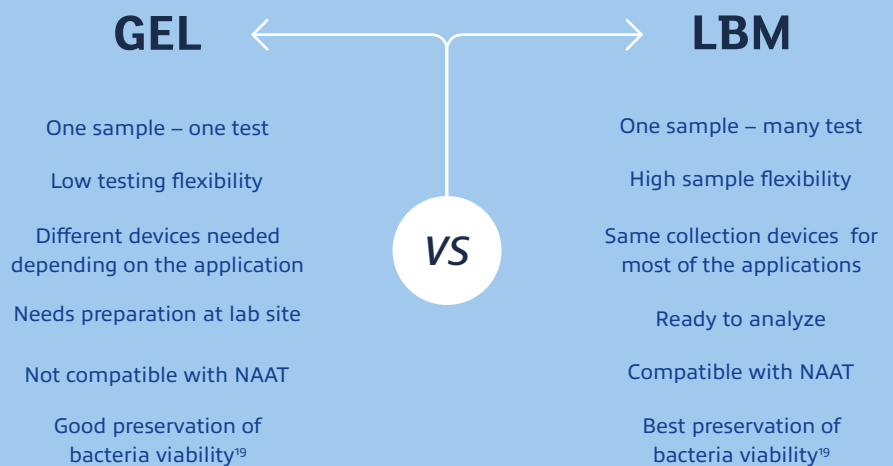 GEL
One sample – one test
Low testing flexibility
Different devices needed
depending on the application
Needs preparation at lab site
Not compatible with NAAT
Good preservation of
bacteria viability¹⁹
VS
LBM
One sample – many test
High sample flexibility
Same collection devices for
most of the applications
Ready to analyze
Compatible with NAAT
Best preservation of
bacteria viability¹⁹